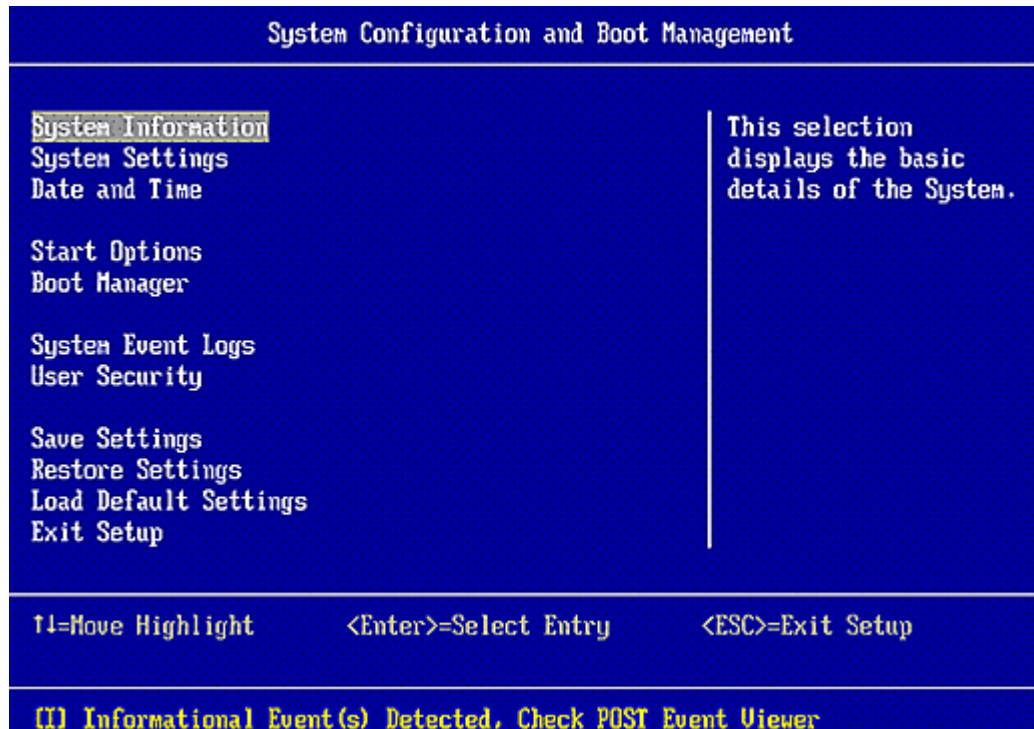 System Configuration and Boot Management
System Information
System Settings
Date and Time
Start Options
Boot Manager
System Event Logs
User Security
Save Settings
Restore Settings
Load Default Settings
Exit Setup
This selection
displays the basic
details of the System.
↑↓=Move Highlight <Enter>=Select Entry <ESC>=Exit Setup
[I] Informational Event(s) Detected, Check POST Event Viewer